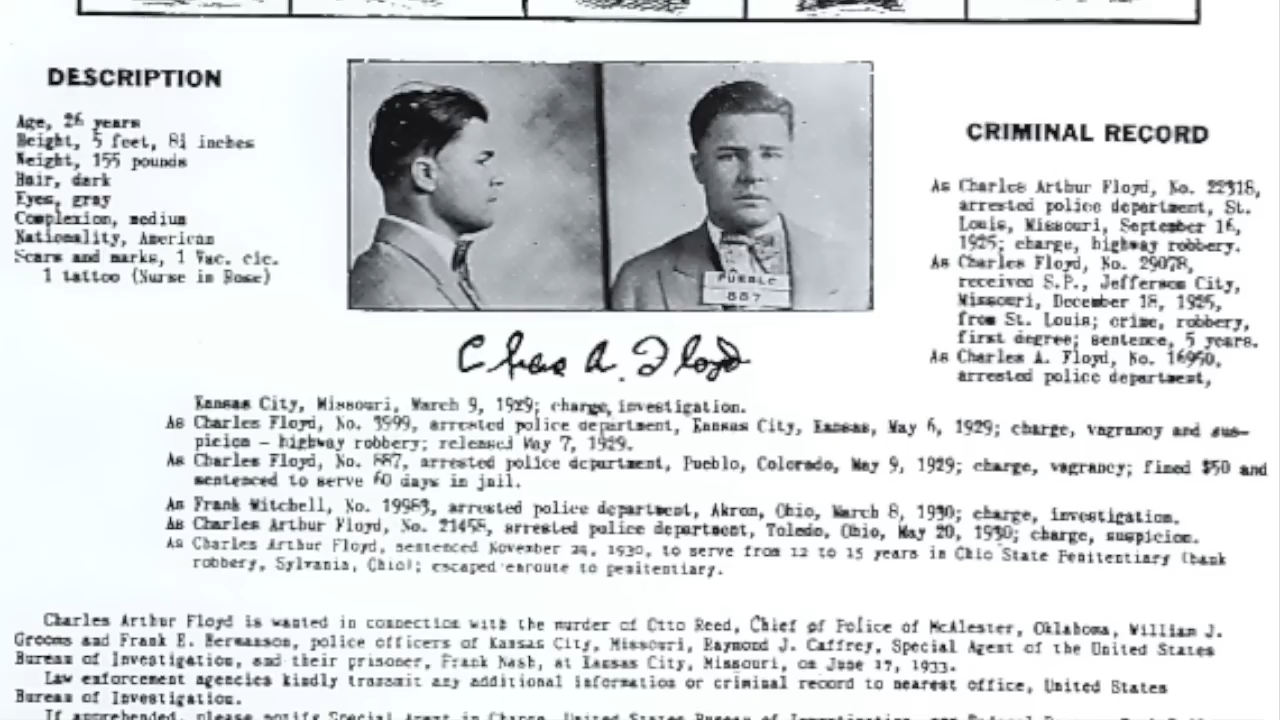 DESCRIPTION
Age, 26 years
Height, 5 feet, 8¼ inches
Weight, 155 pounds
Hair, dark
Eyes, gray
Complexion, medium
Nationality, American
Scars and marks, 1 Vac. cic.
1 tattoo (Nurse in Rose)
PUEBLO
887
Chas A. Floyd
CRIMINAL RECORD
As Charles Arthur Floyd, No. 22318,
arrested police department, St.
Louis, Missouri, September 16,
1925; charge, highway robbery.
As Charles Floyd, No. 29078,
received S.P., Jefferson City,
Missouri, December 18, 1925,
from St. Louis; crime, robbery,
first degree; sentence, 5 years.
As Charles A. Floyd, No. 16950,
arrested police department,
Kansas City, Missouri, March 9, 1929; charge, investigation.
As Charles Floyd, No. 3999, arrested police department, Kansas City, Kansas, May 6, 1929; charge, vagrancy and sus-
picion - highway robbery; released May 7, 1929.
As Charles Floyd, No. 887, arrested police department, Pueblo, Colorado, May 9, 1929; charge, vagrancy; fined $50 and
sentenced to serve 60 days in jail.
As Frank Mitchell, No. 19983, arrested police department, Akron, Ohio, March 8, 1930; charge, investigation.
As Charles Arthur Floyd, No. 21458, arrested police department, Toledo, Ohio, May 20, 1930; charge, suspicion.
As Charles Arthur Floyd, sentenced November 24, 1930, to serve from 12 to 15 years in Ohio State Penitentiary (bank
robbery, Sylvania, Ohio); escaped enroute to penitentiary.
Charles Arthur Floyd is wanted in connection with the murder of Otto Reed, Chief of Police of McAlester, Oklahoma, William J.
Grooms and Frank E. Hermanson, police officers of Kansas City, Missouri, Raymond J. Caffrey, Special Agent of the United States
Bureau of Investigation, and their prisoner, Frank Nash, at Kansas City, Missouri, on June 17, 1933.
Law enforcement agencies kindly transmit any additional information or criminal record to nearest office, United States
Bureau of Investigation.
If apprehended, please notify Special Agent in Charge, United States Bureau of Investigation,